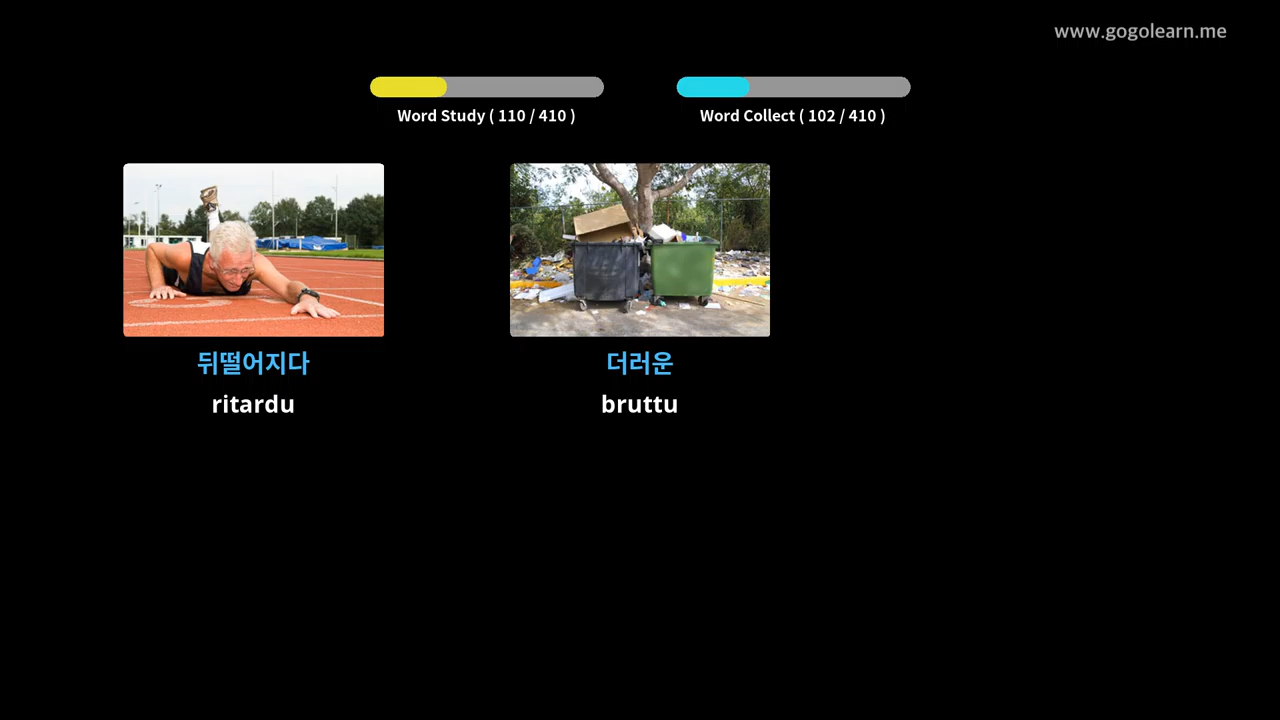 www.gogolearn.me
Word Study ( 110 / 410 )
Word Collect ( 102 / 410 )
뒤떨어지다
ritardu
더러운
bruttu